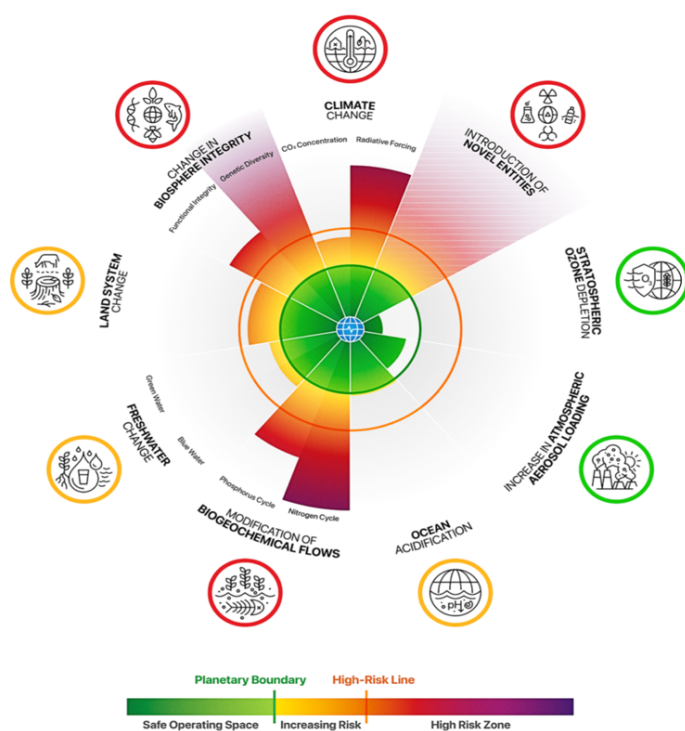 CLIMATE
CHANGE
CO₂ Concentration
Radiative Forcing
INTRODUCTION OF
NOVEL ENTITIES
STRATOSPHERIC
OZONE DEPLETION
INCREASE IN ATMOSPHERIC
AEROSOL LOADING
OCEAN
ACIDIFICATION
pH
MODIFICATION OF
BIOGEOCHEMICAL FLOWS
Nitrogen Cycle
Phosphorus Cycle
FRESHWATER
CHANGE
Blue Water
Green Water
LAND SYSTEM
CHANGE
CHANGE IN
BIOSPHERE INTEGRITY
Functional Integrity
Genetic Diversity
Planetary Boundary
High-Risk Line
Safe Operating Space
Increasing Risk
High Risk Zone